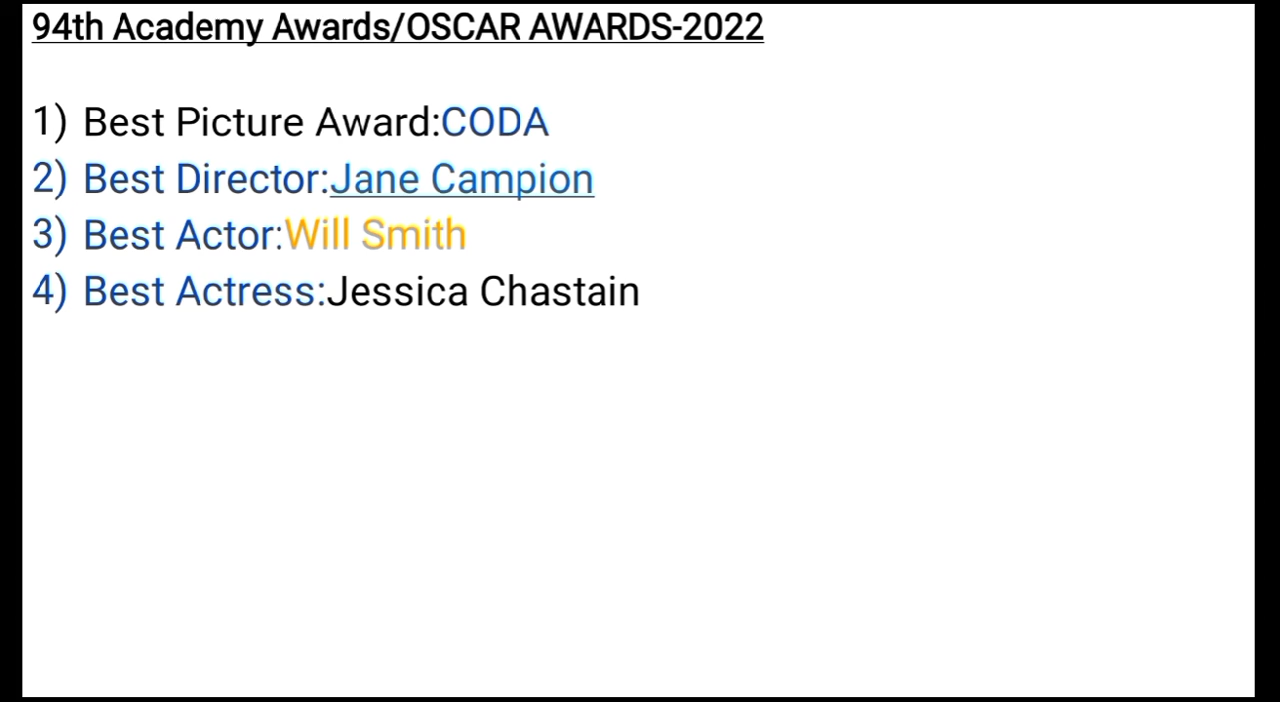 94th Academy Awards/OSCAR AWARDS-2022
1) Best Picture Award:CODA
2) Best Director:Jane Campion
3) Best Actor:Will Smith
4) Best Actress:Jessica Chastain